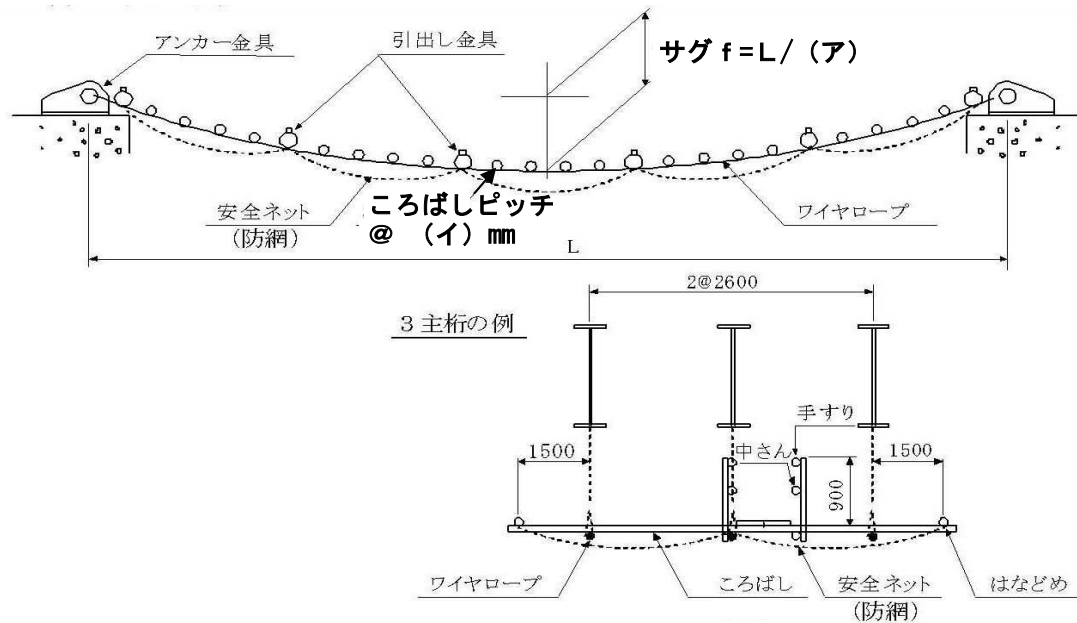 アンカー金具
引出し金具
サグ f=L/（ア）
安全ネット
（防網）
ころばしピッチ
＠ （イ）mm
ワイヤロープ
L
2@2600
3主桁の例
手すり
1500
中さん
1500
900
ワイヤロープ
ころばし
安全ネット
（防網）
はなどめ